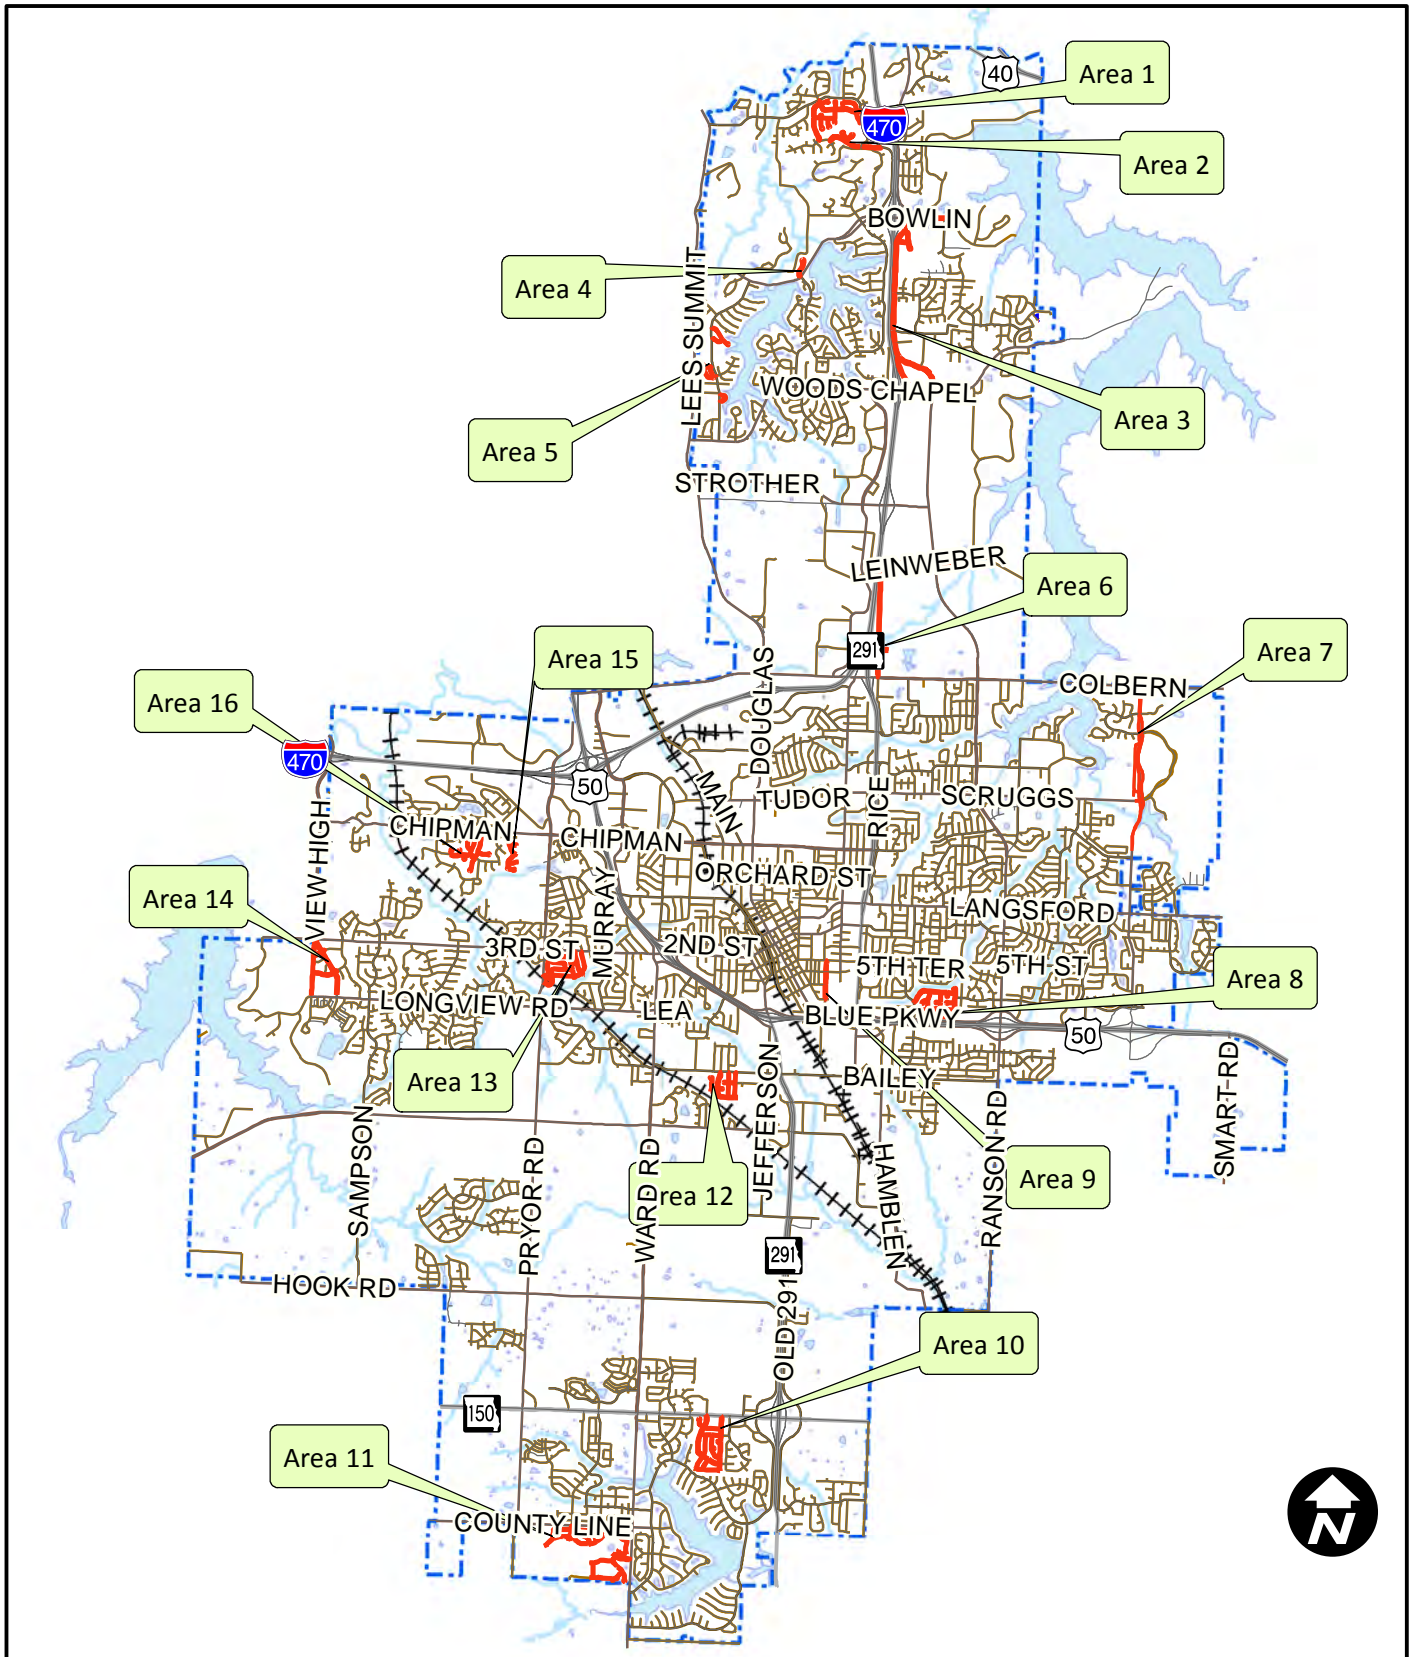 Area 1
40
470
Area 2
BOWLIN
Area 4
LEES SUMMIT
WOODS CHAPEL
Area 3
Area 5
STROTHER
LEINWEBER
Area 6
291
Area 15
DOUGLAS
Area 7
COLBERN
Area 16
470
50
MAIN
TUDOR
RICE
SCRUGGS
VIEW HIGH
CHIPMAN
CHIPMAN
ORCHARD ST
Area 14
MURRAY
LANGSFORD
3RD ST
2ND ST
5TH TER
5TH ST
Area 8
LONGVIEW RD
LEA
BLUE PKWY
50
Area 13
JEFFERSON
BAILEY
SMART RD
SAMPSON
PRYOR RD
WARD RD
rea 12
HAMBLEN
RANSON RD
Area 9
291
HOOK RD
OLD 291
Area 10
150
Area 11
COUNTY LINE
N